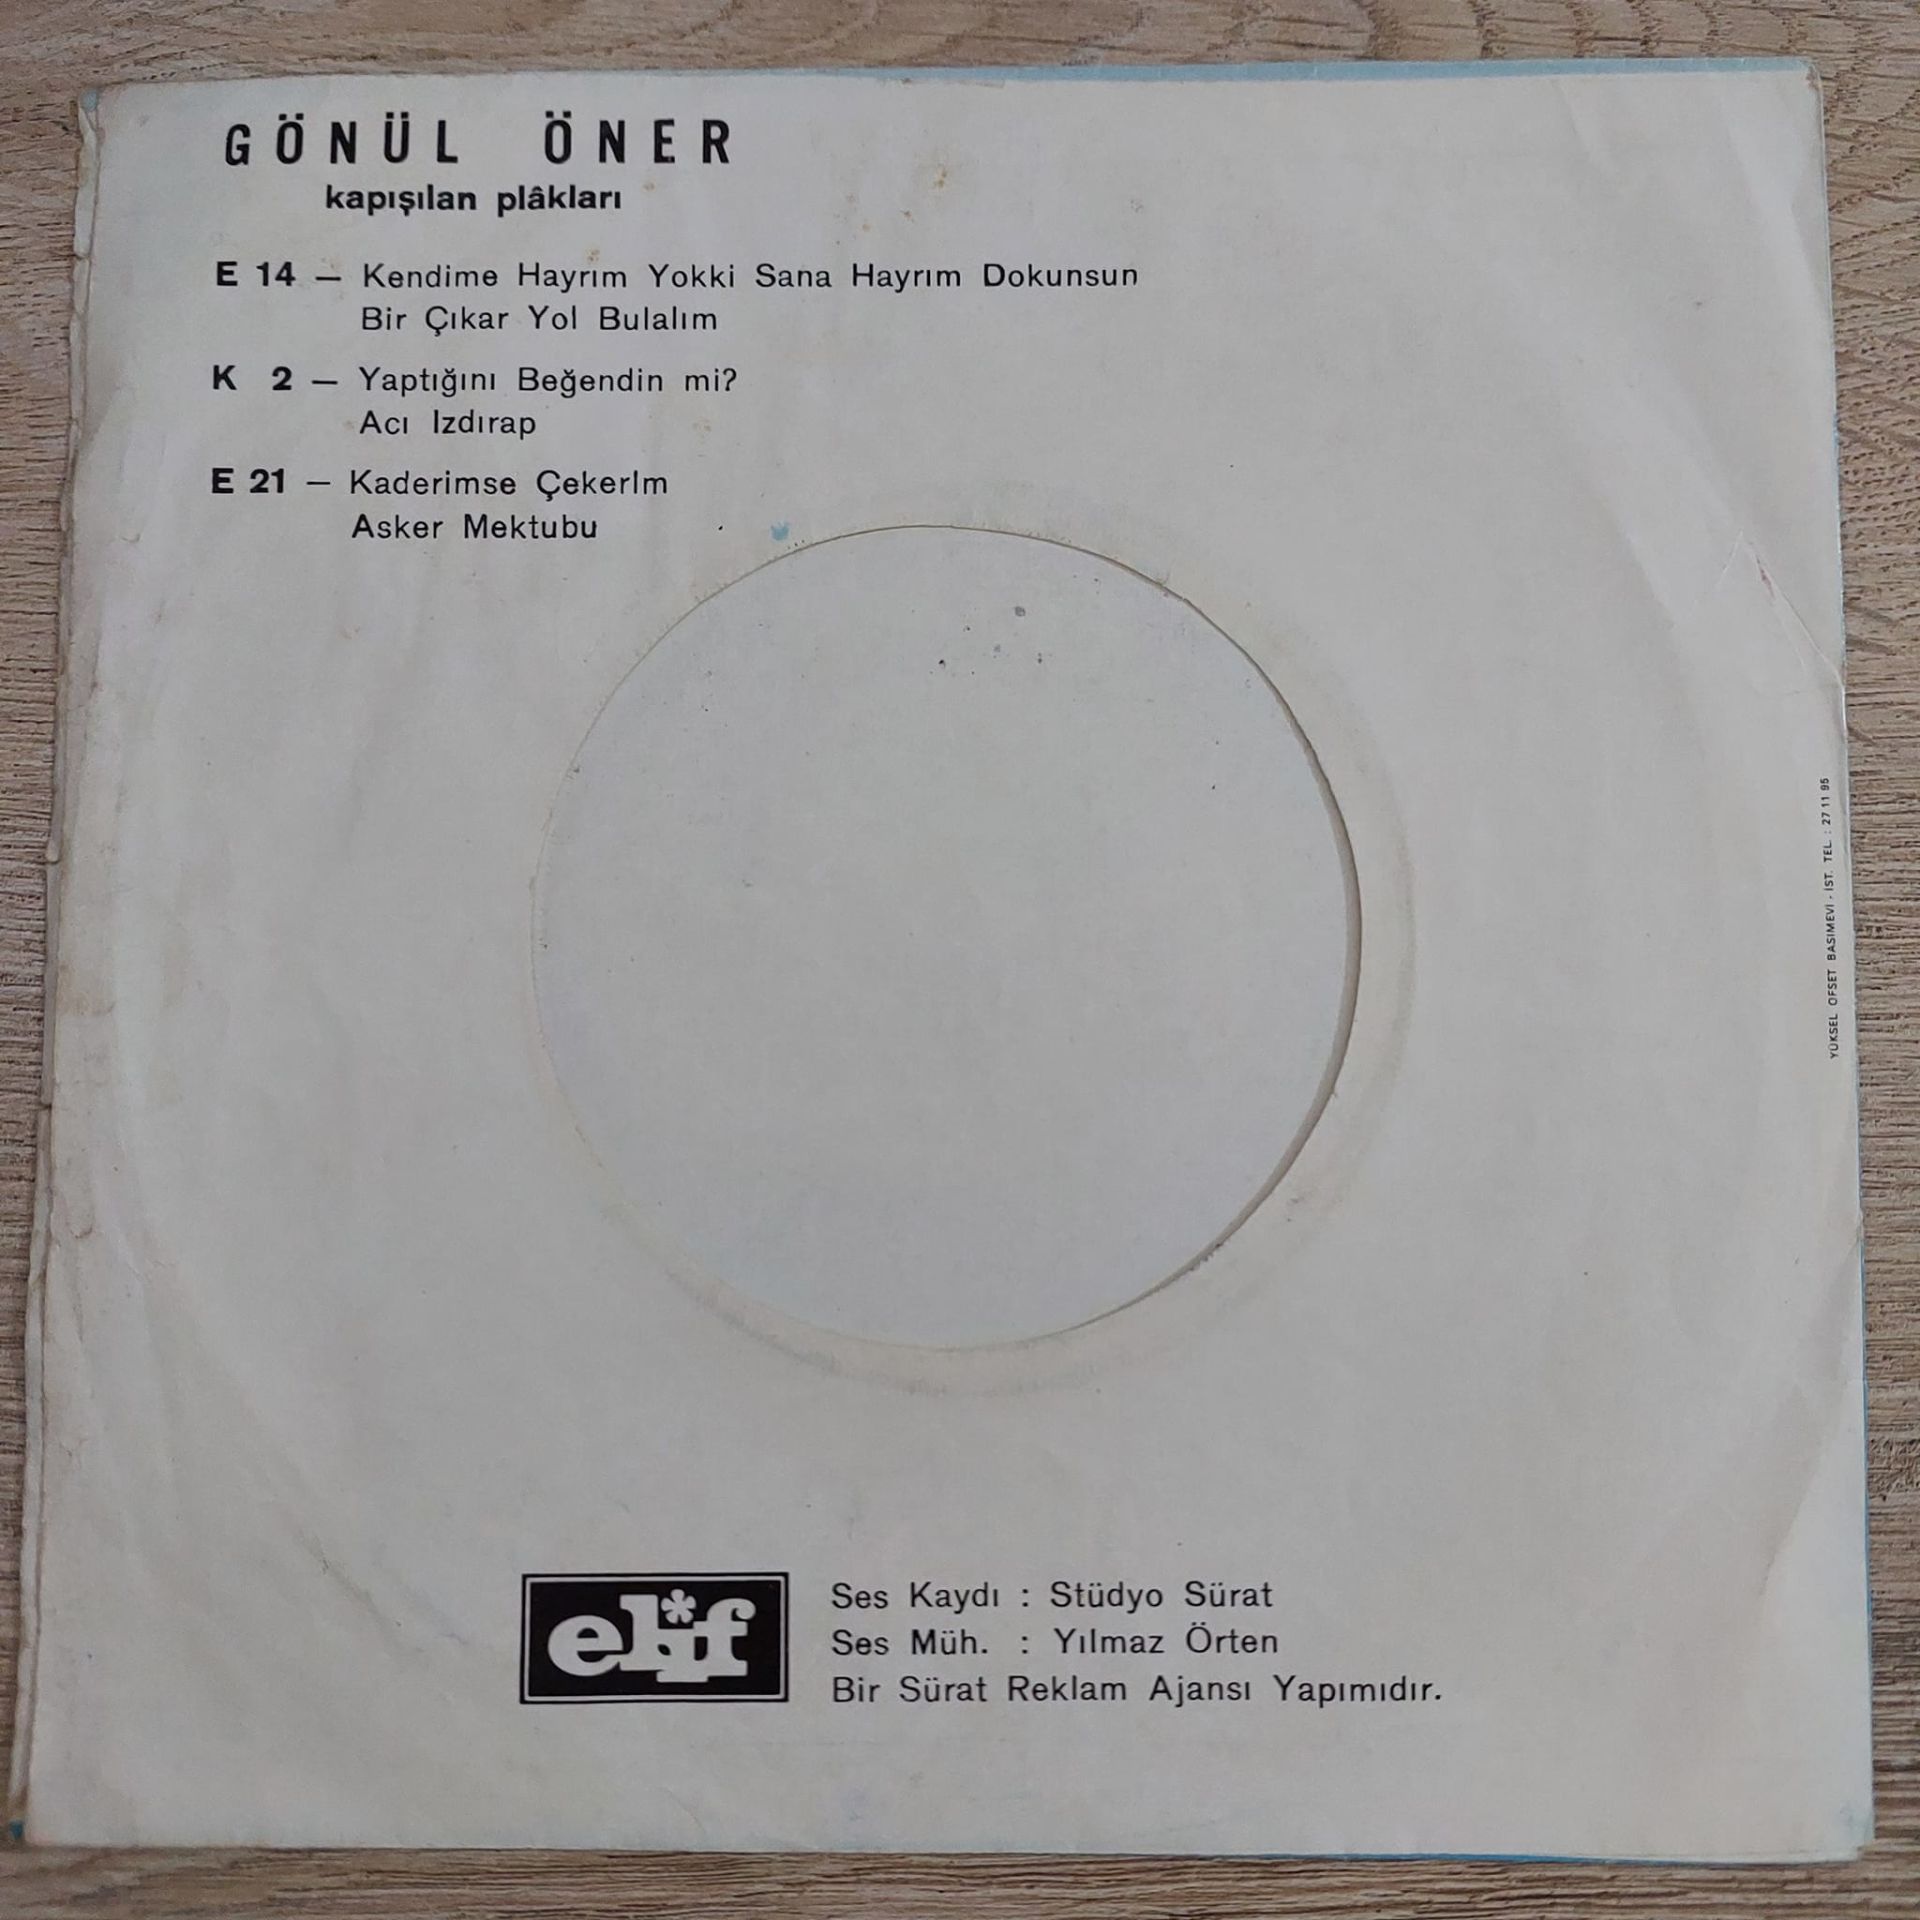 GÖNÜL ÖNER
kapışılan plâkları
E 14 — Kendime Hayrım Yokki Sana Hayrım Dokunsun
Bir Çıkar Yol Bulalım
K 2 — Yaptığını Beğendin mi?
Acı Izdırap
E 21 — Kaderimse Çekerlm
Asker Mektubu
YÜKSEL OFSET BASIMEVİ - İST. TEL. : 27 11 95
elif
Ses Kaydı : Stüdyo Sürat
Ses Müh. : Yılmaz Örten
Bir Sürat Reklam Ajansı Yapımıdır.